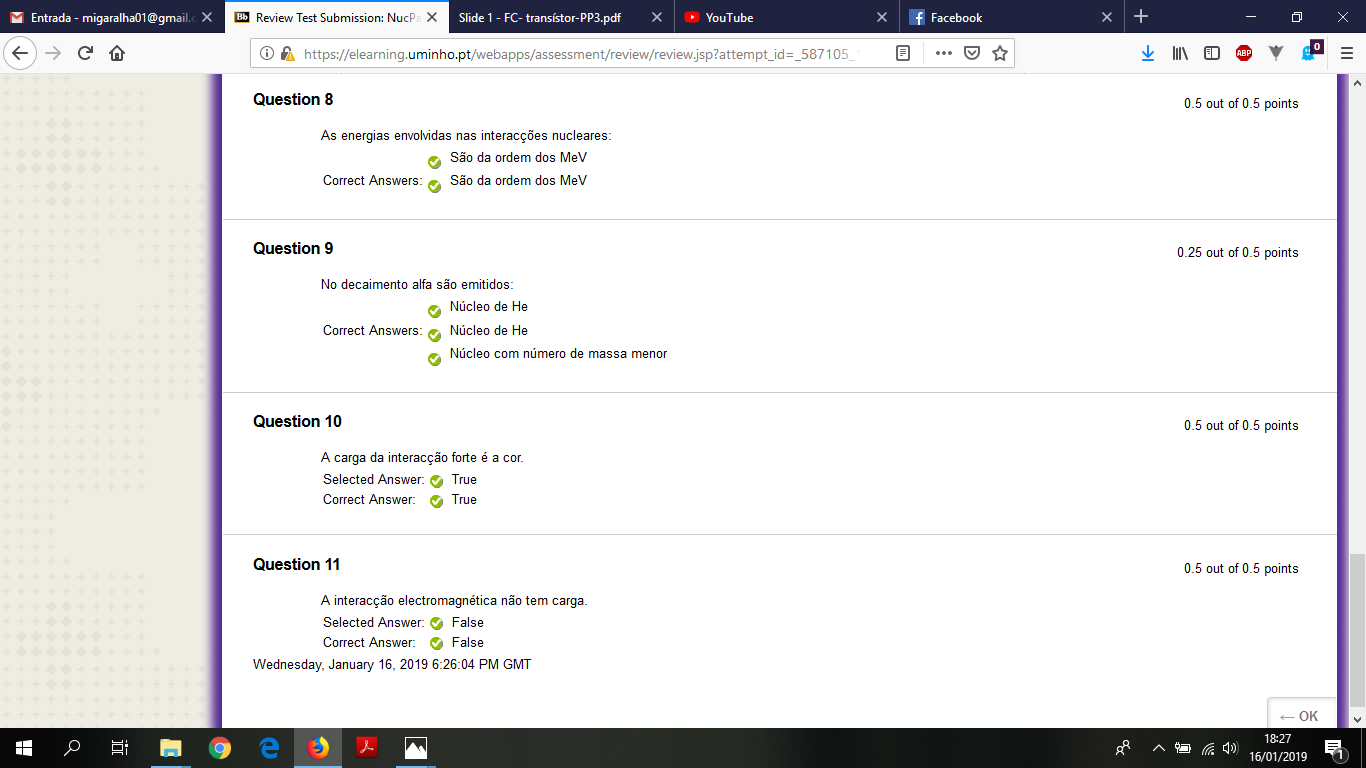 Entrada - migaralha01@gmail.c
Bb Review Test Submission: NucPa
Slide 1 - FC- transístor-PP3.pdf
YouTube
Facebook
https://elearning.uminho.pt/webapps/assessment/review/review.jsp?attempt_id=_587105_
ABP
0
Question 8
0.5 out of 0.5 points
As energias envolvidas nas interacções nucleares:
São da ordem dos MeV
Correct Answers: São da ordem dos MeV
Question 9
0.25 out of 0.5 points
No decaimento alfa são emitidos:
Núcleo de He
Correct Answers: Núcleo de He
Núcleo com número de massa menor
Question 10
0.5 out of 0.5 points
A carga da interacção forte é a cor.
Selected Answer: True
Correct Answer: True
Question 11
0.5 out of 0.5 points
A interacção electromagnética não tem carga.
Selected Answer: False
Correct Answer: False
Wednesday, January 16, 2019 6:26:04 PM GMT
← OK
18:27
16/01/2019
1